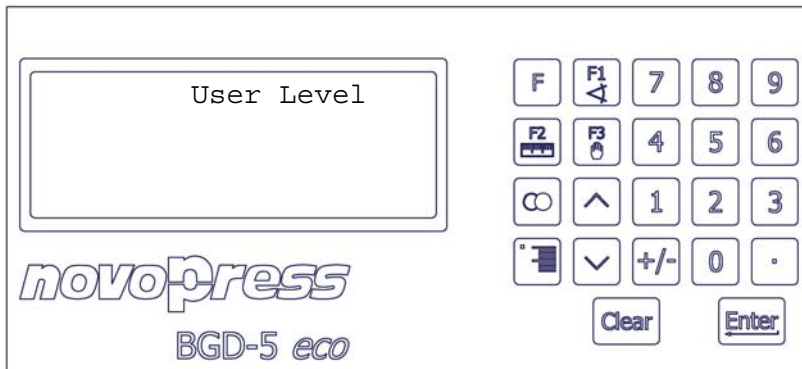 User Level
F F1 7 8 9
F2 F3 4 5 6
1 2 3
+/- 0 .
Clear Enter
novopress
BGD-5 eco